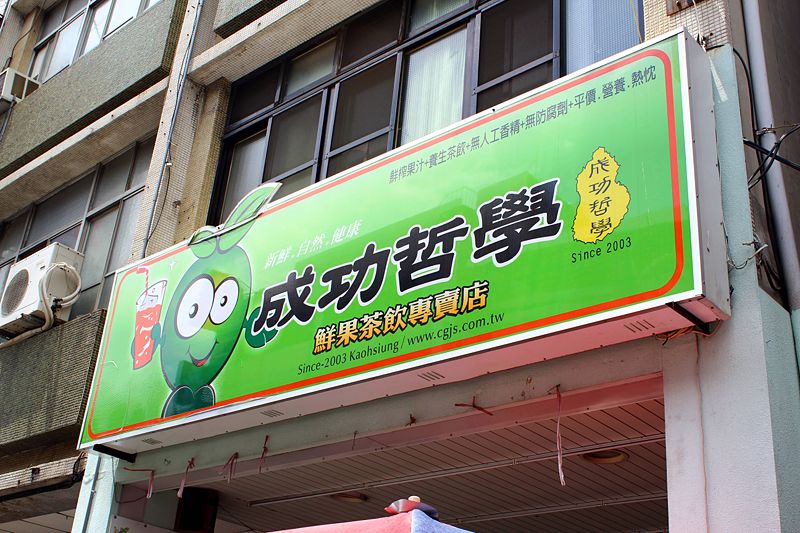 鮮榨果汁+養生茶飲+無人工香精+無防腐劑+平價.營養.熱忱
新鮮.自然.健康
成功哲學
鮮果茶飲專賣店
Since-2003 Kaohsiung/www.cgjs.com.tw
成功哲學
Since 2003